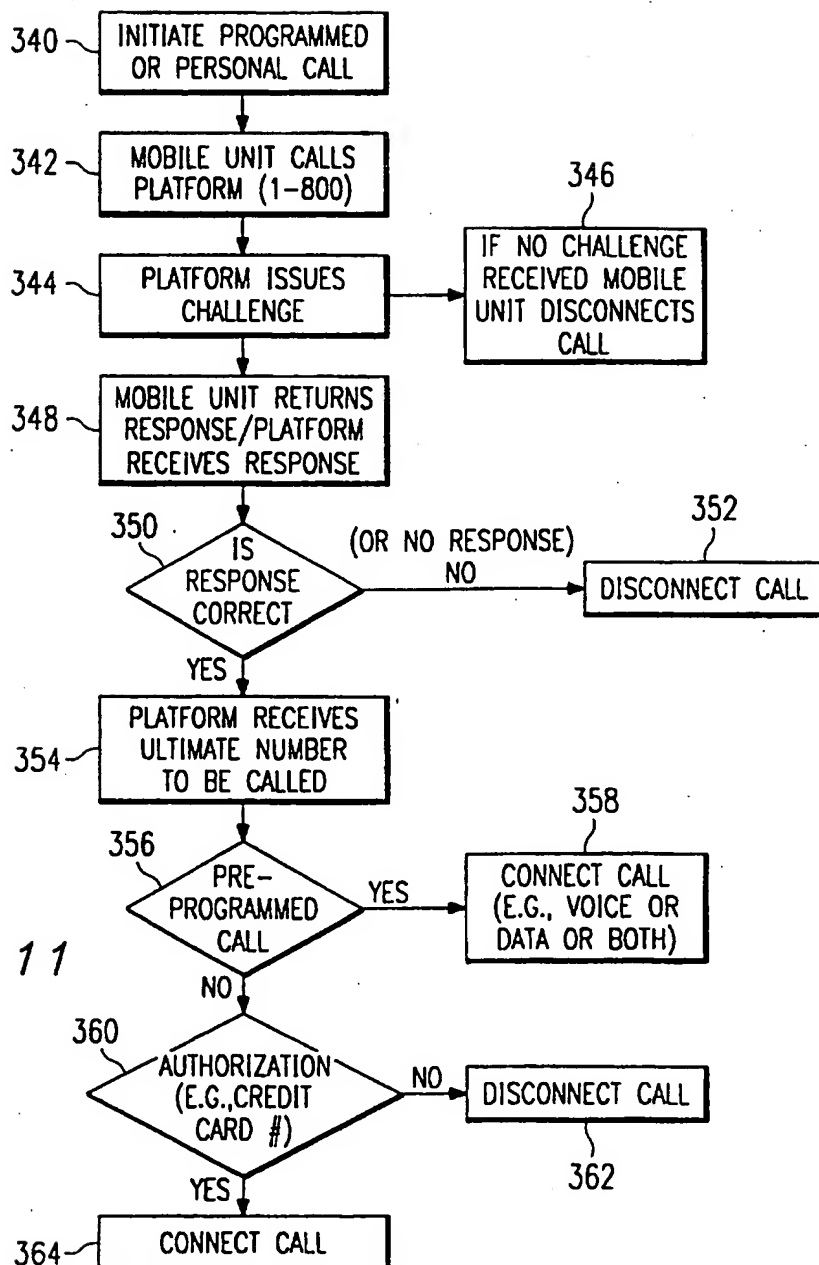 340
INITIATE PROGRAMMED
OR PERSONAL CALL
342
MOBILE UNIT CALLS
PLATFORM (1-800)
344
PLATFORM ISSUES
CHALLENGE
346
IF NO CHALLENGE
RECEIVED MOBILE
UNIT DISCONNECTS
CALL
348
MOBILE UNIT RETURNS
RESPONSE/PLATFORM
RECEIVES RESPONSE
350
IS
RESPONSE
CORRECT
(OR NO RESPONSE)
NO
352
DISCONNECT CALL
YES
354
PLATFORM RECEIVES
ULTIMATE NUMBER
TO BE CALLED
356
PRE-
PROGRAMMED
CALL
YES
358
CONNECT CALL
(E.G., VOICE OR
DATA OR BOTH)
11
NO
360
AUTHORIZATION
(E.G.,CREDIT
CARD #)
NO
DISCONNECT CALL
362
YES
364
CONNECT CALL